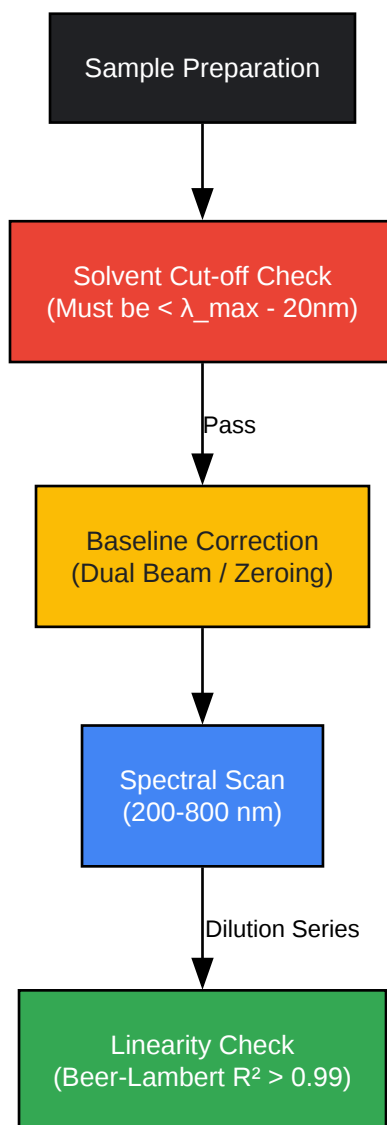 Sample Preparation
Solvent Cut-off Check
(Must be < λ_max - 20nm)
Pass
Baseline Correction
(Dual Beam / Zeroing)
Spectral Scan
(200-800 nm)
Dilution Series
Linearity Check
(Beer-Lambert R² > 0.99)